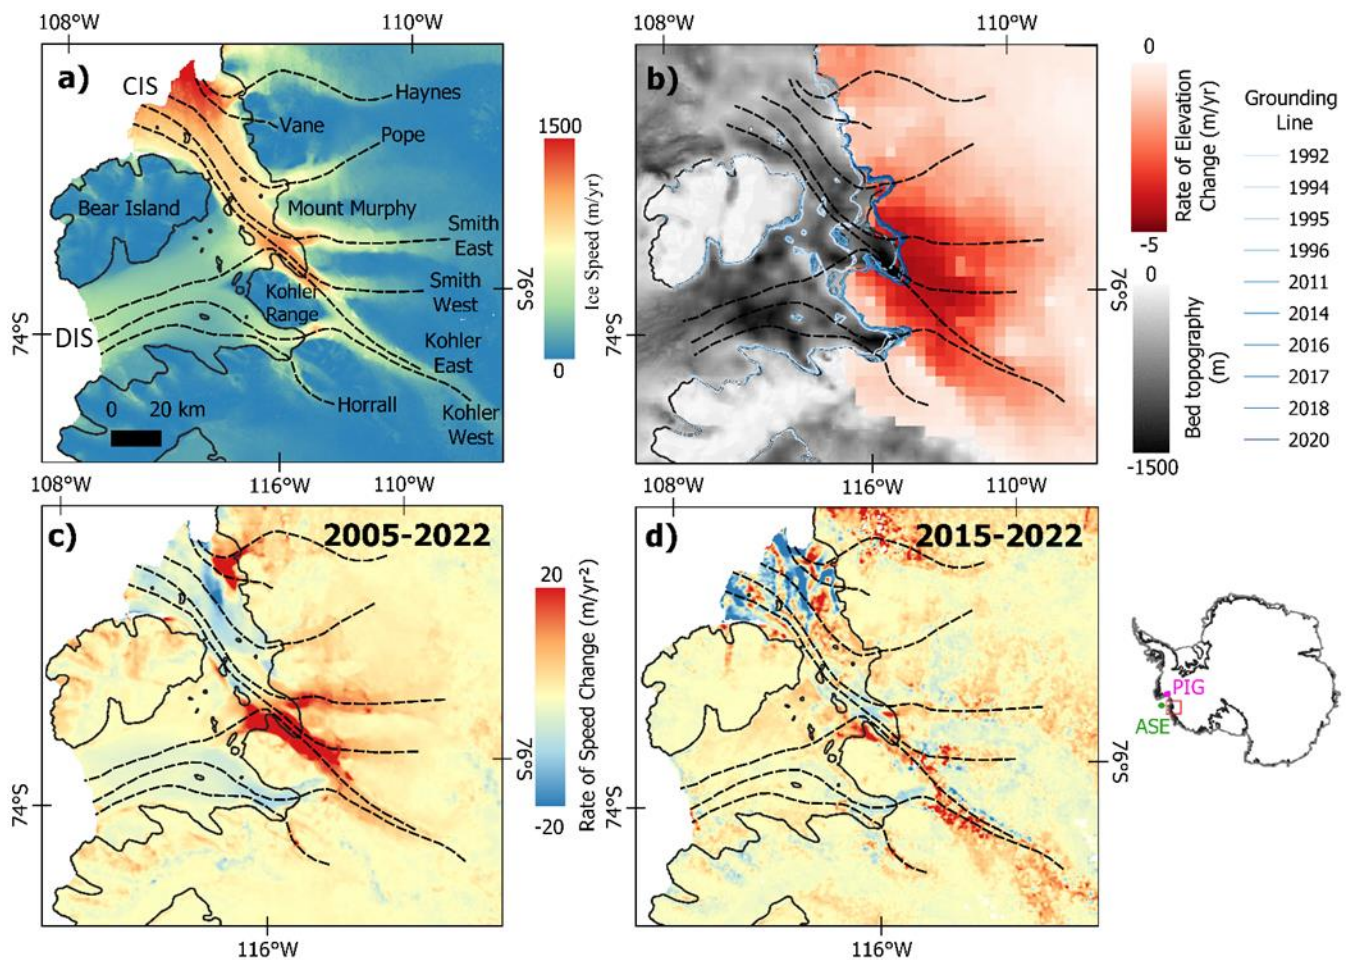 108°W
110°W
a)
CIS
Haynes
Vane
Pope
Bear Island
Mount Murphy
Smith
East
Smith
West
Kohler
Range
Kohler
East
DIS
Horrall
Kohler
West
0 20 km
74°S
76°S
116°W
1500
Ice Speed (m/yr)
0
108°W
110°W
b)
74°S
76°S
116°W
0
Rate of Elevation
Change (m/yr)
-5
0
Bed topography
(m)
-1500
Grounding
Line
1992
1994
1995
1996
2011
2014
2016
2017
2018
2020
108°W
110°W
c)
2005-2022
74°S
76°S
116°W
20
Rate of Speed Change (m/yr²)
-20
108°W
110°W
d)
2015-2022
74°S
76°S
116°W
PIG
ASE